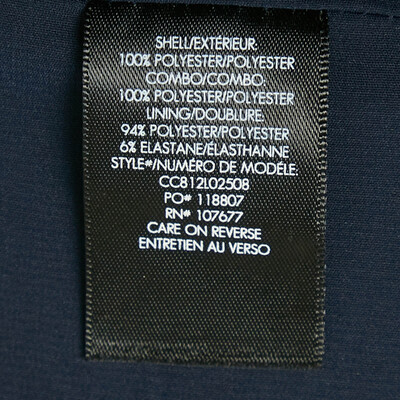 SHELL/EXTÉRIEUR:
100% POLYESTER/POLYESTER
COMBO/COMBO:
100% POLYESTER/POLYESTER
LINING/DOUBLURE:
94% POLYESTER/POLYESTER
6% ELASTANE/ÉLASTHANNE
STYLE#/NUMÉRO DE MODÈLE:
CC812L02508
PO# 118807
RN# 107677
CARE ON REVERSE
ENTRETIEN AU VERSO